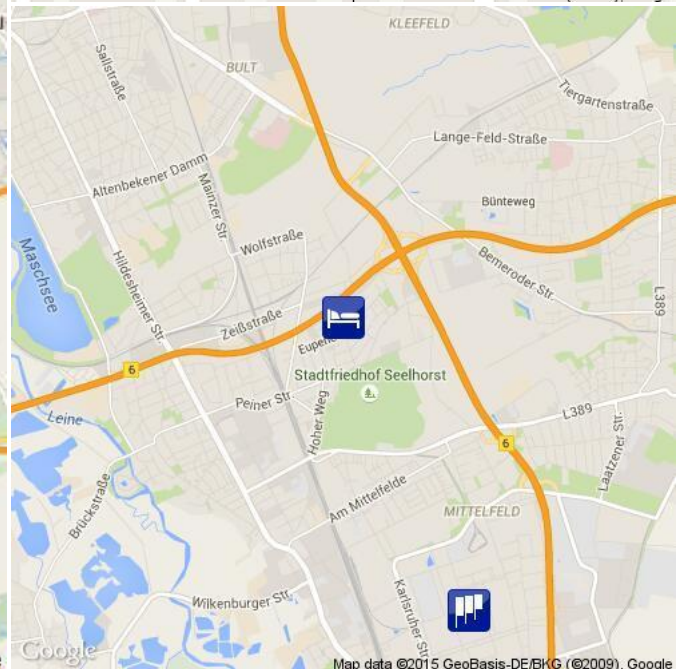 KLEEFELD
Sallstraße
BULT
Tiergartenstraße
Lange-Feld-Straße
Altenbekener Damm
Mainzer Str.
Bünteweg
Wolfstraße
Maschsee
Hildesheimer Str.
Bemeroder Str.
L389
Zeißstraße
6
Stadtfriedhof Seelhorst
Peiner Str.
Hoher Weg
Leine
L389
6
Laatzener Str.
Brückstraße
Am Mittelfelde
MITTELFELD
Karlsruher Str.
Wilkenburger Str.
Google
Map data ©2015 GeoBasis-DE/BKG (©2009), Google